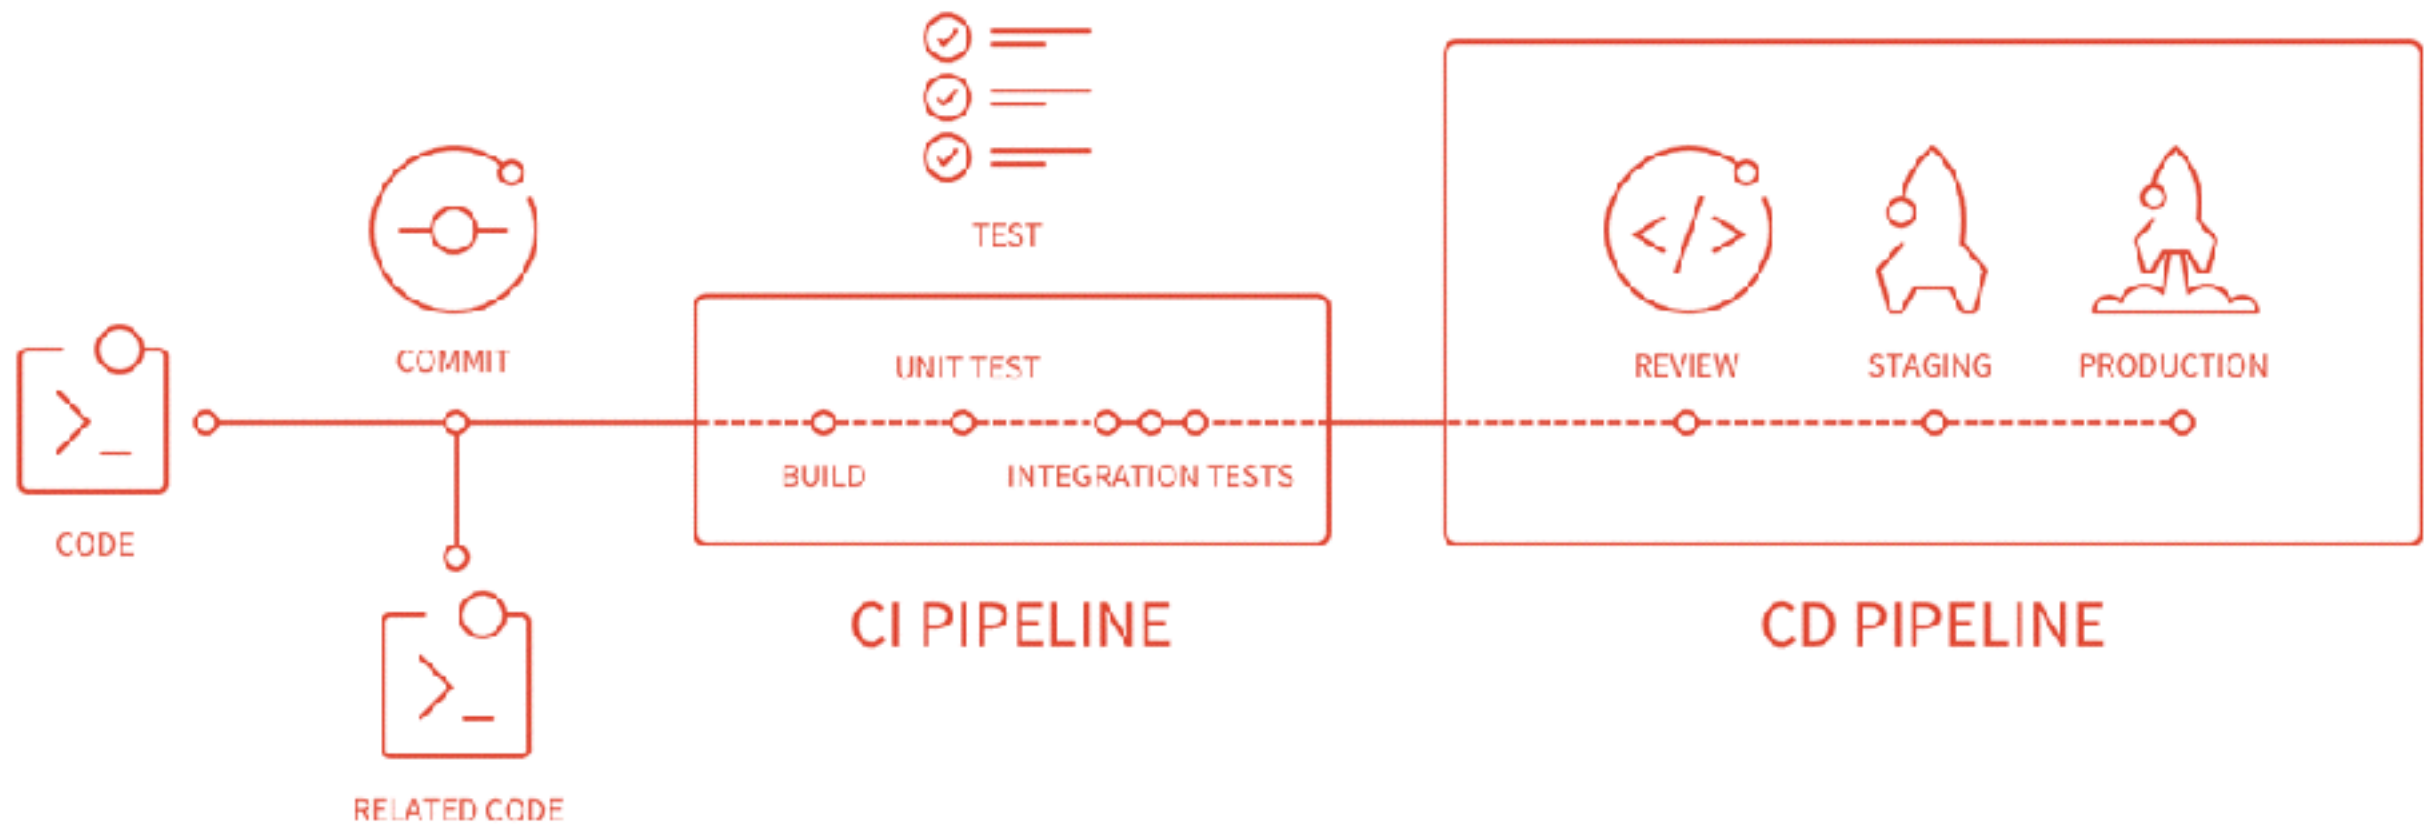 TEST
COMMIT
UNIT TEST
REVIEW
STAGING
PRODUCTION
BUILD
INTEGRATION TESTS
CODE
CI PIPELINE
CD PIPELINE
RELATED CODE